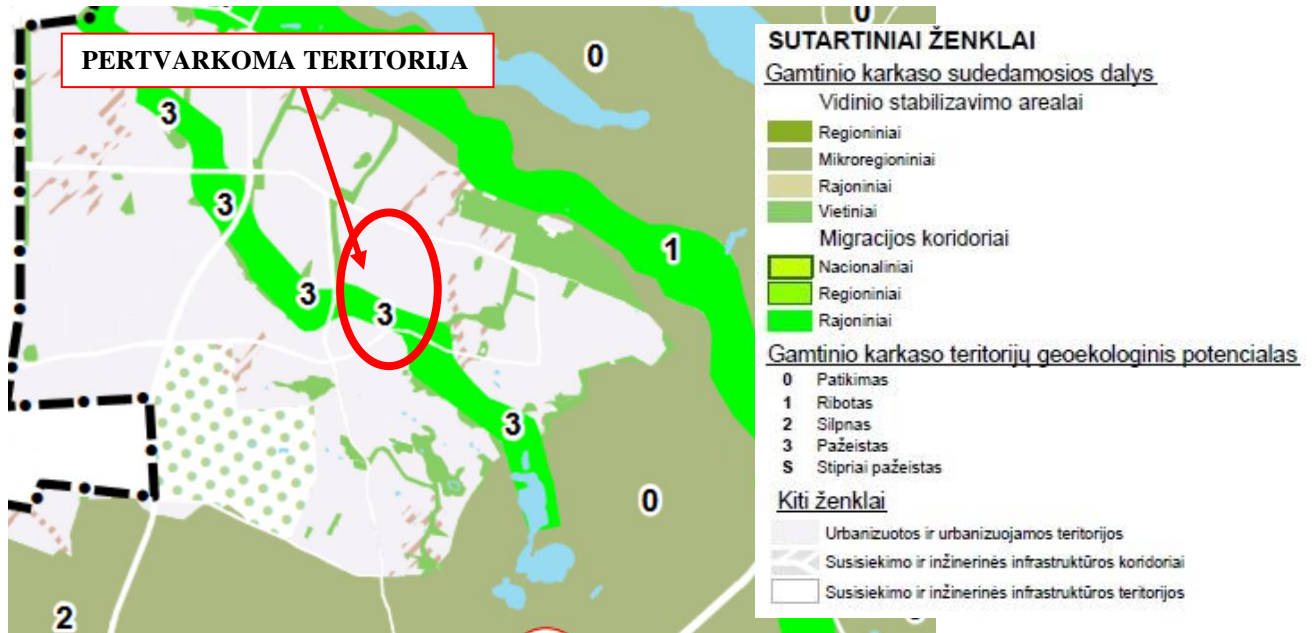 PERTVARKOMA TERITORIJA
0
0
3
3
1
3
3
3
0
2
SUTARTINIAI ŽENKLAI
Gamtinio karkaso sudedamosios dalys
Vidinio stabilizavimo arealai
Regioniniai
Mikroregioniniai
Rajoniniai
Vietiniai
Migracijos koridoriai
Nacionaliniai
Regioniniai
Rajoniniai
Gamtinio karkaso teritorijų geoekologinis potencialas
0 Patikimas
1 Ribotas
2 Silpnas
3 Pažeistas
S Stipriai pažeistas
Kiti ženklai
Urbanizuotos ir urbanizuojamos teritorijos
Susisiekimo ir inžinerinės infrastruktūros koridoriai
Susisiekimo ir inžinerinės infrastruktūros teritorijos